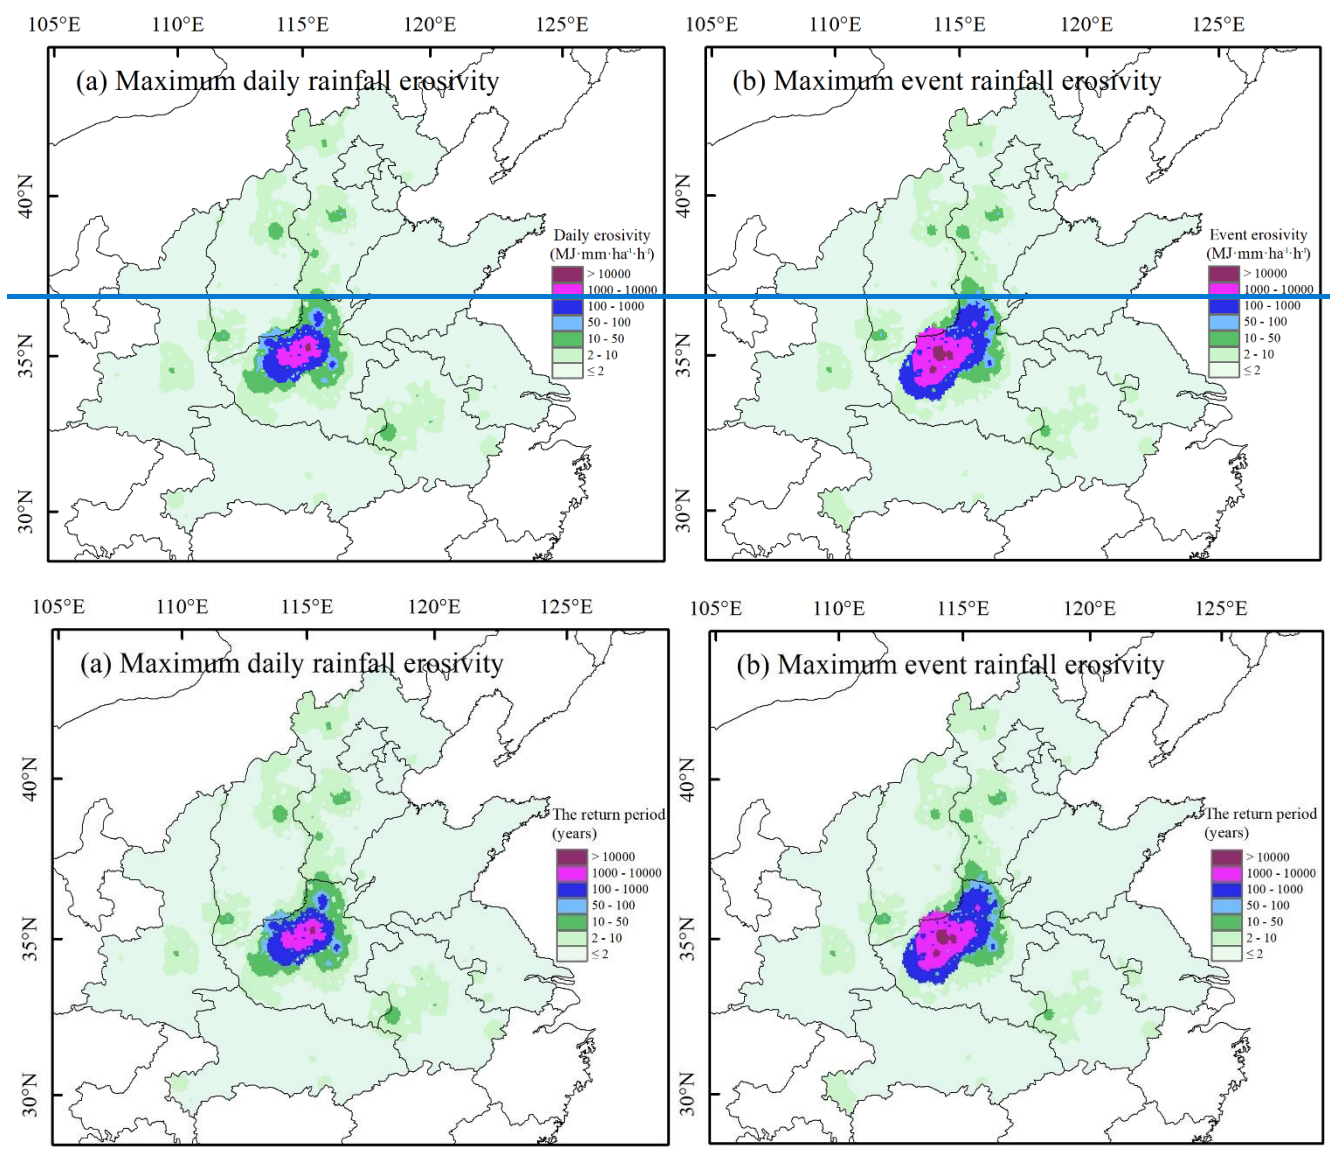 105°E 110°E 115°E 120°E 125°E
(a) Maximum daily rainfall erosivity
40°N
35°N
30°N
Daily erosivity
(MJ·mm·ha⁻¹·h⁻¹)
> 10000
1000 - 10000
100 - 1000
50 - 100
10 - 50
2 - 10
≤ 2
105°E 110°E 115°E 120°E 125°E
(b) Maximum event rainfall erosivity
40°N
35°N
30°N
Event erosivity
(MJ·mm·ha⁻¹·h⁻¹)
> 10000
1000 - 10000
100 - 1000
50 - 100
10 - 50
2 - 10
≤ 2
105°E 110°E 115°E 120°E 125°E
(a) Maximum daily rainfall erosivity
40°N
35°N
30°N
The return period
(years)
> 10000
1000 - 10000
100 - 1000
50 - 100
10 - 50
2 - 10
≤ 2
105°E 110°E 115°E 120°E 125°E
(b) Maximum event rainfall erosivity
40°N
35°N
30°N
The return period
(years)
> 10000
1000 - 10000
100 - 1000
50 - 100
10 - 50
2 - 10
≤ 2